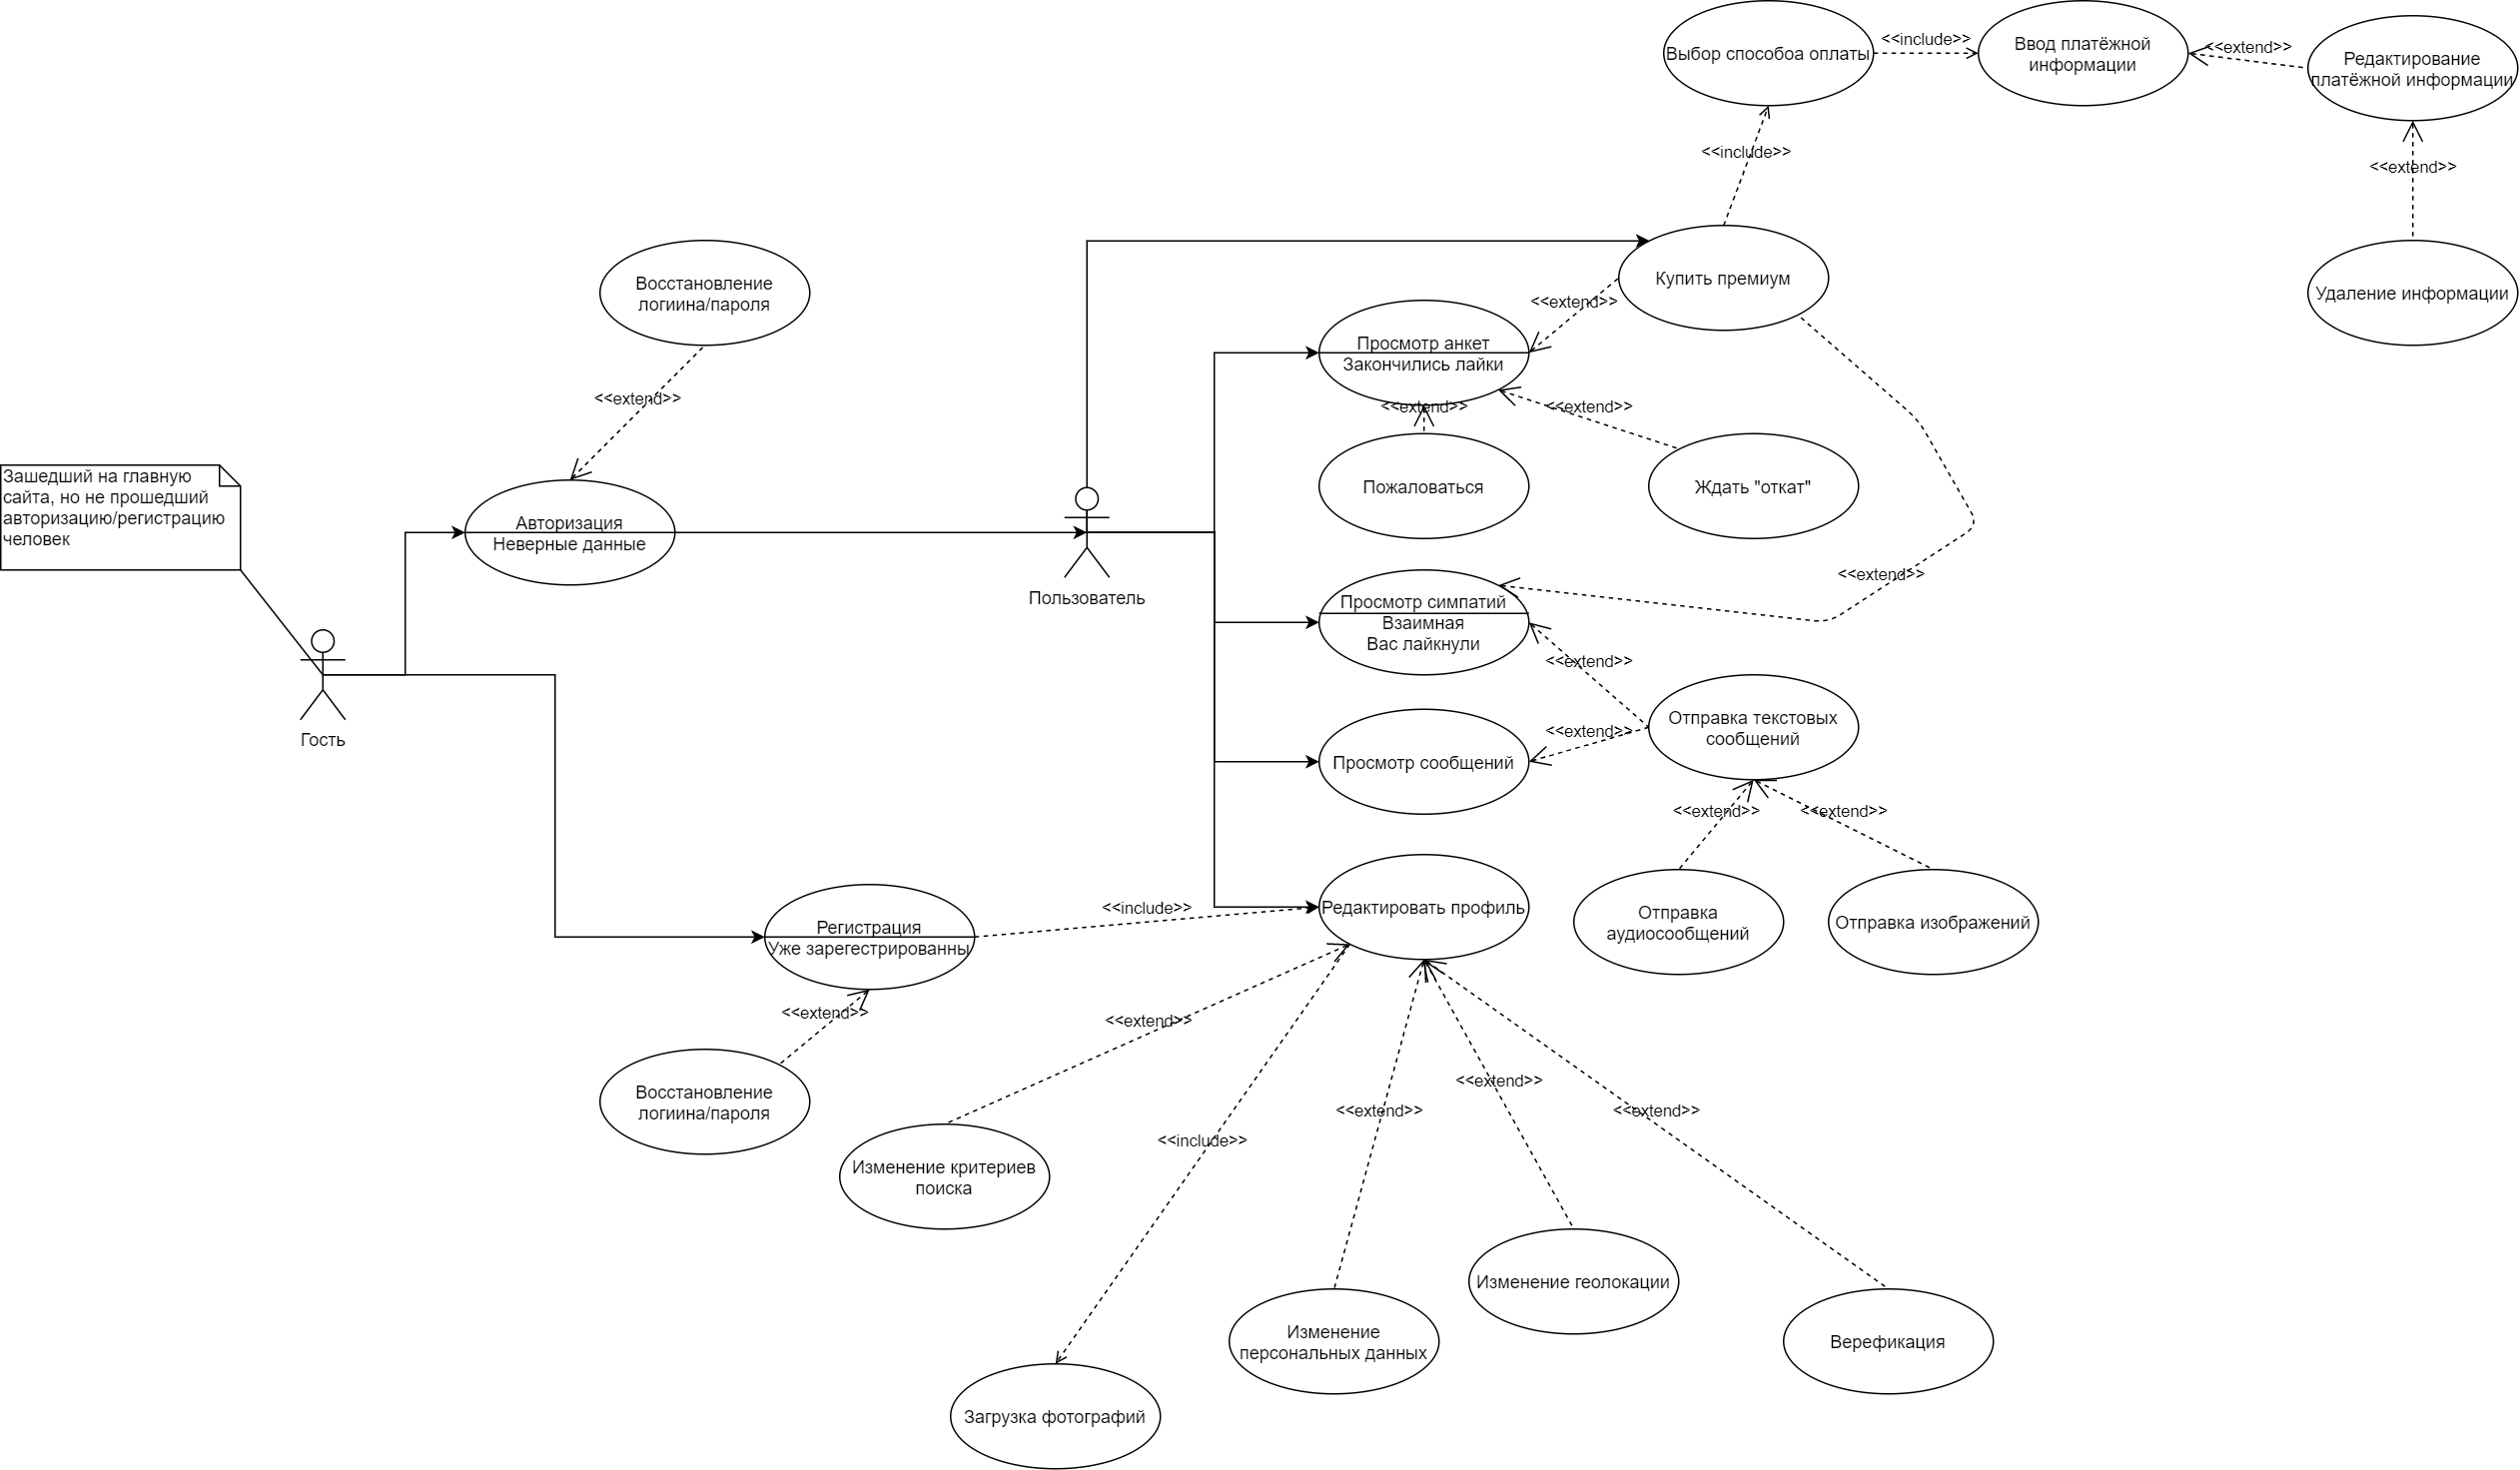 Выбор способоа оплаты
<<include>>
Ввод платёжной
информации
<<extend>>
Редактирование
платёжной информации
<<include>>
<<extend>>
Восстановление
логиина/пароля
Купить премиум
Удаление информации
<<extend>>
<<extend>>
Просмотр анкет
Закончились лайки
<<extend>>
<<extend>>
Зашедший на главную
сайта, но не прошедший
авторизацию/регистрацию
человек
Авторизация
Неверные данные
Пожаловаться
Ждать "откат"
Пользователь
<<extend>>
Просмотр симпатий
Взаимная
Вас лайкнули
<<extend>>
Гость
<<extend>>
Отправка текстовых
сообщений
Просмотр сообщений
<<extend>>
<<extend>>
Регистрация
Уже зарегестрированны
<<include>>
Редактировать профиль
Отправка
аудиосообщений
Отправка изображений
<<extend>>
<<extend>>
Восстановление
логиина/пароля
<<extend>>
<<extend>>
<<extend>>
<<include>>
Изменение критериев
поиска
Изменение геолокации
Изменение
персональных данных
Верефикация
Загрузка фотографий